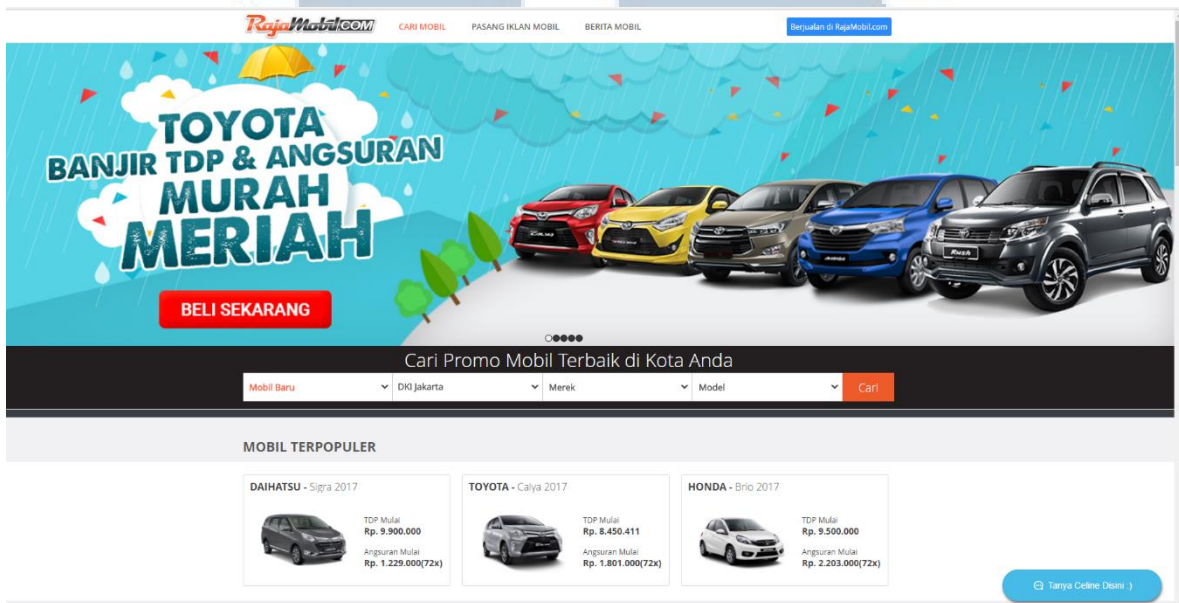 RajaMobil.COM
CARI MOBIL
PASANG IKLAN MOBIL
BERITA MOBIL
Berjualan di RajaMobil.com
TOYOTA
BANJIR TDP & ANGSURAN
MURAH
MERIAH
BELI SEKARANG
Rush
Cari Promo Mobil Terbaik di Kota Anda
Mobil Baru
DKI Jakarta
Merek
Model
Cari
MOBIL TERPOPULER
DAIHATSU - Sigra 2017
TDP Mulai
Rp. 9.900.000
Angsuran Mulai
Rp. 1.229.000(72x)
TOYOTA - Calya 2017
TDP Mulai
Rp. 8.450.411
Angsuran Mulai
Rp. 1.801.000(72x)
HONDA - Brio 2017
TDP Mulai
Rp. 9.500.000
Angsuran Mulai
Rp. 2.203.000(72x)
Tanya Celine Disini :)